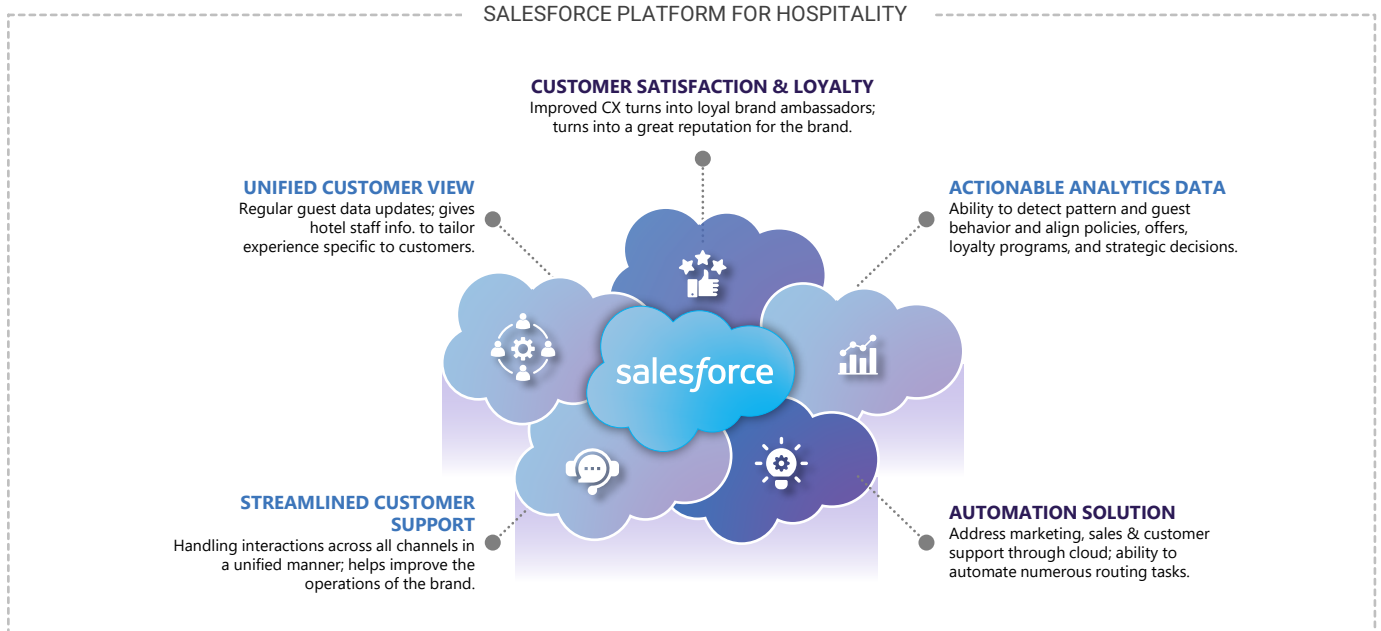 SALESFORCE PLATFORM FOR HOSPITALITY
CUSTOMER SATISFACTION & LOYALTY
Improved CX turns into loyal brand ambassadors;
turns into a great reputation for the brand.
UNIFIED CUSTOMER VIEW
Regular guest data updates; gives
hotel staff info. to tailor
experience specific to customers.
ACTIONABLE ANALYTICS DATA
Ability to detect pattern and guest
behavior and align policies, offers,
loyalty programs, and strategic decisions.
salesforce
STREAMLINED CUSTOMER
SUPPORT
Handling interactions across all channels in
a unified manner; helps improve the
operations of the brand.
AUTOMATION SOLUTION
Address marketing, sales & customer
support through cloud; ability to
automate numerous routing tasks.